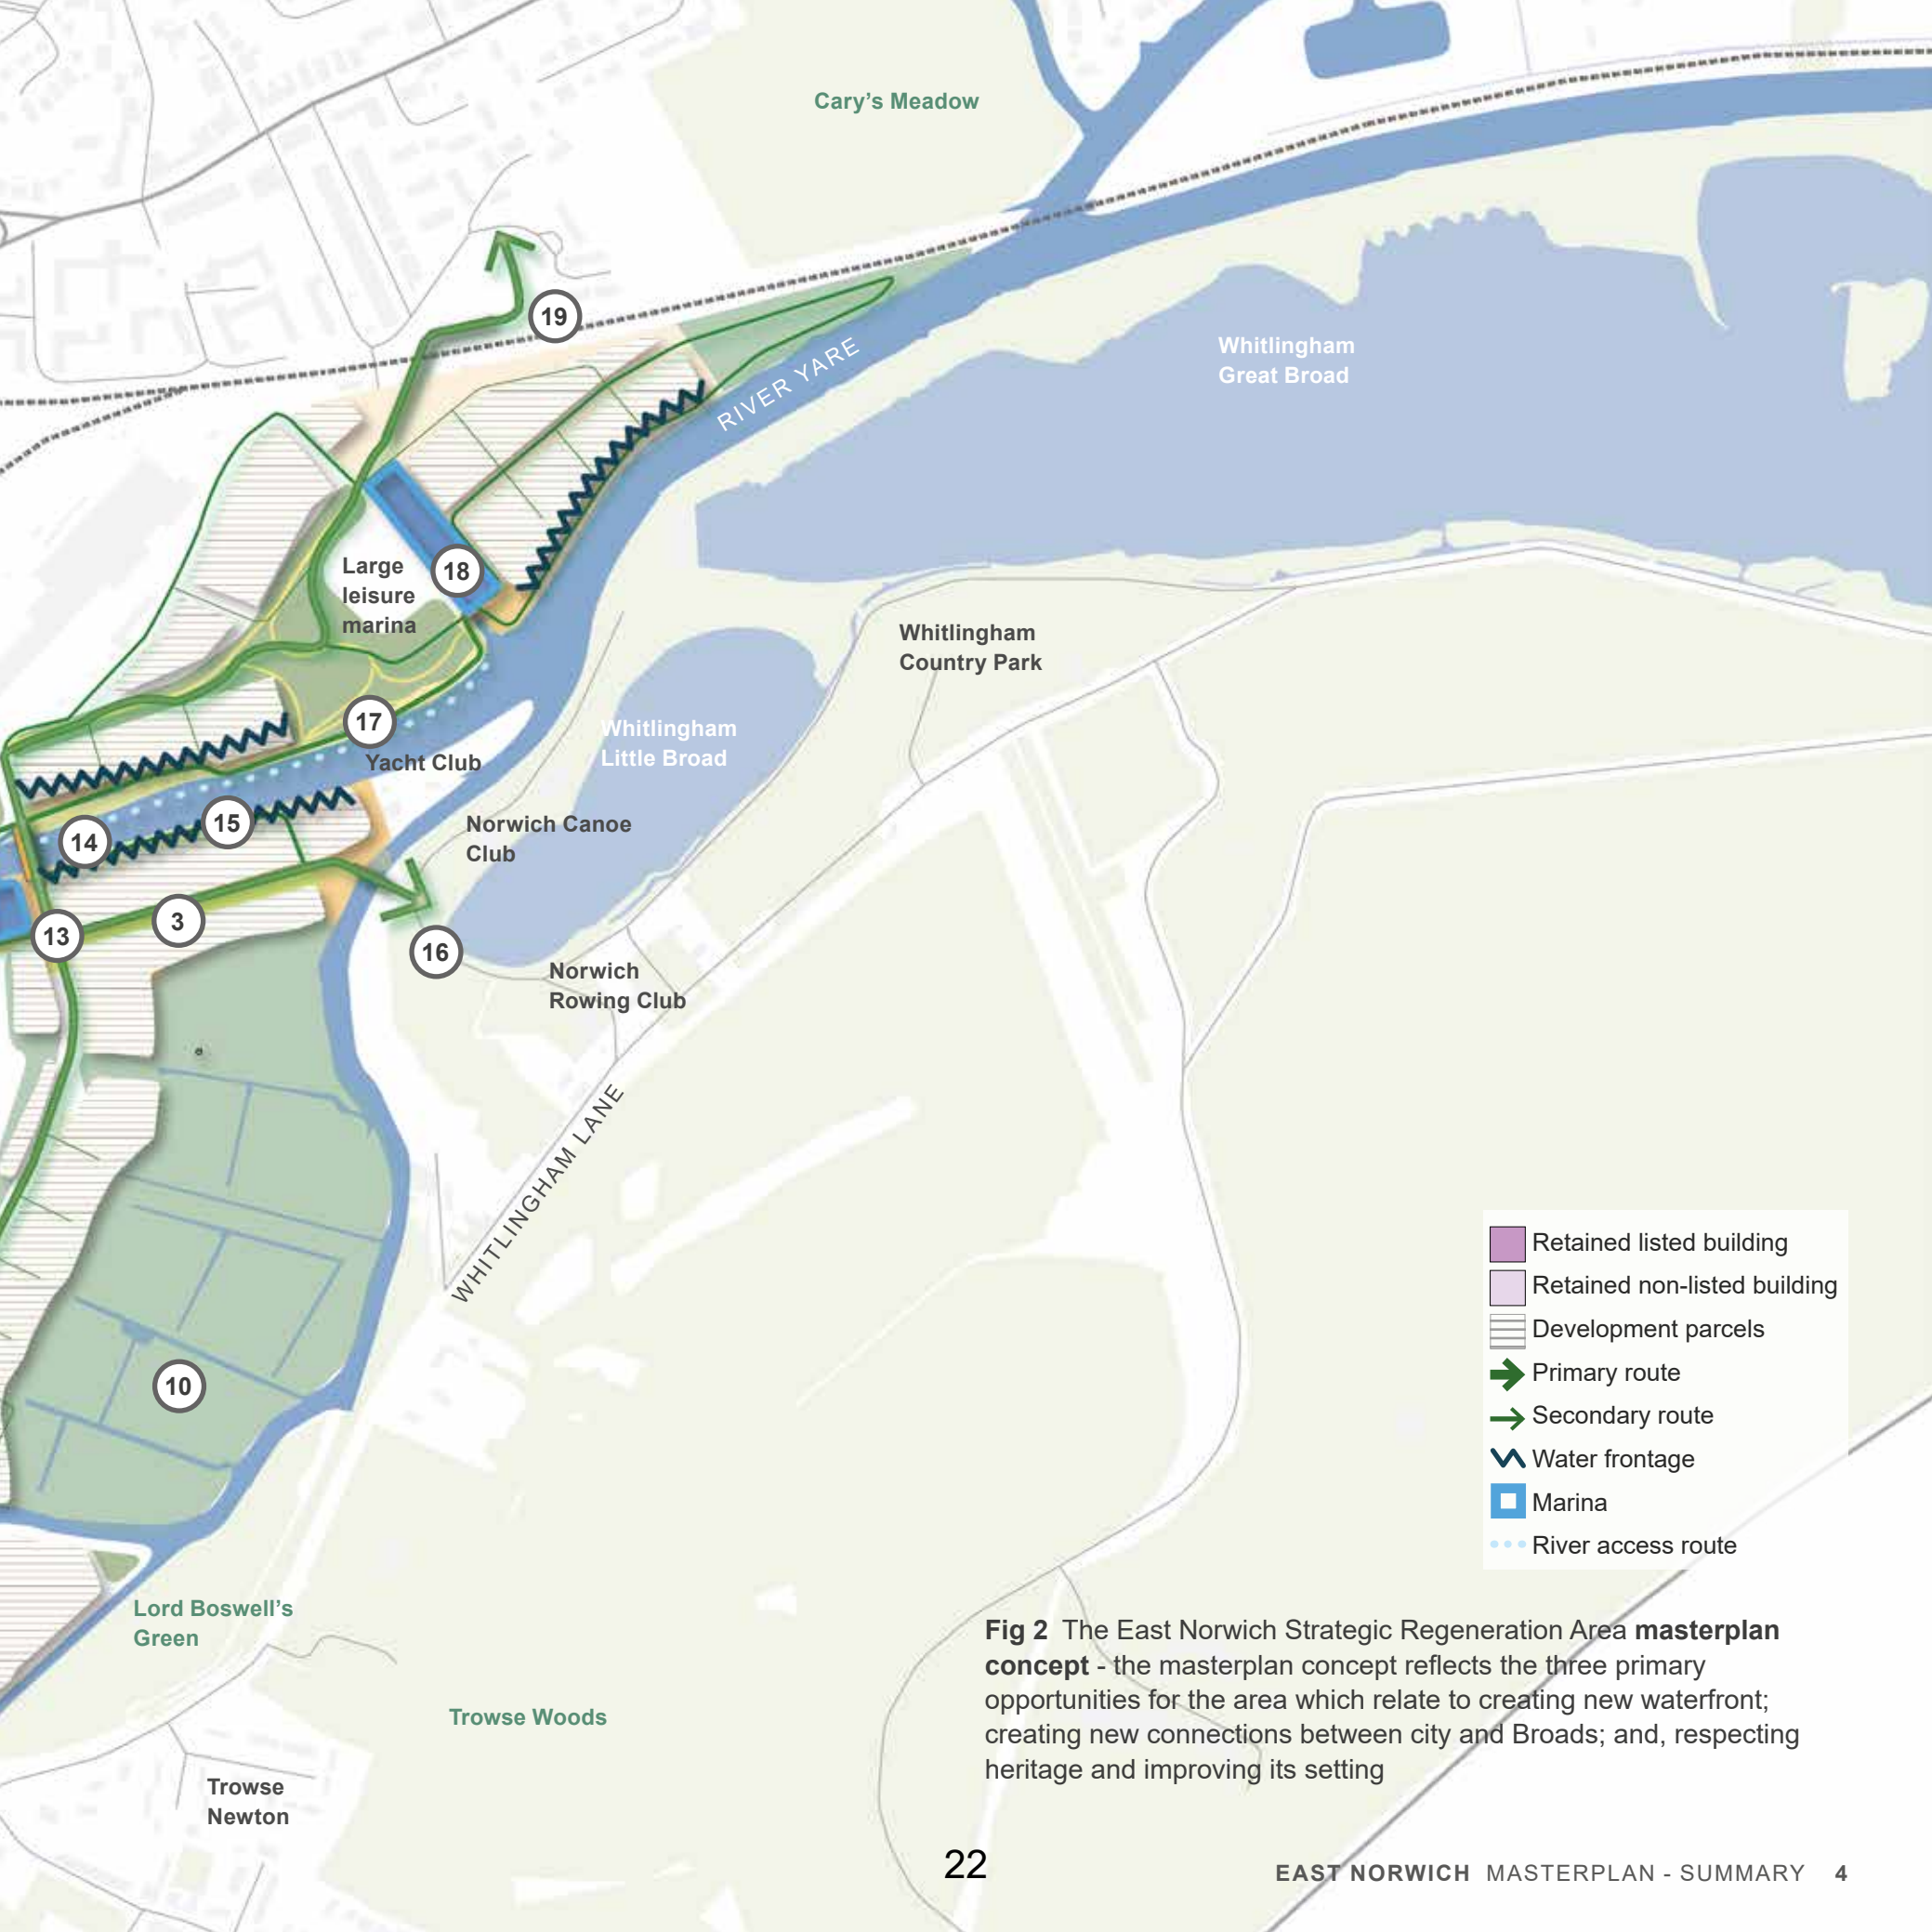 Cary's Meadow
19
Whitlingham
Great Broad
RIVER YARE
Large
leisure
marina
18
Whitlingham
Country Park
17
Yacht Club
Whitlingham
Little Broad
15
14
Norwich Canoe
Club
3
13
16
Norwich
Rowing Club
WHITLINGHAM LANE
10
Retained listed building
Retained non-listed building
Development parcels
Primary route
Secondary route
Water frontage
Marina
River access route
Lord Boswell's
Green
Trowse Woods
Trowse
Newton
Fig 2 The East Norwich Strategic Regeneration Area masterplan
concept - the masterplan concept reflects the three primary
opportunities for the area which relate to creating new waterfront;
creating new connections between city and Broads; and, respecting
heritage and improving its setting
22
EAST NORWICH MASTERPLAN - SUMMARY 4